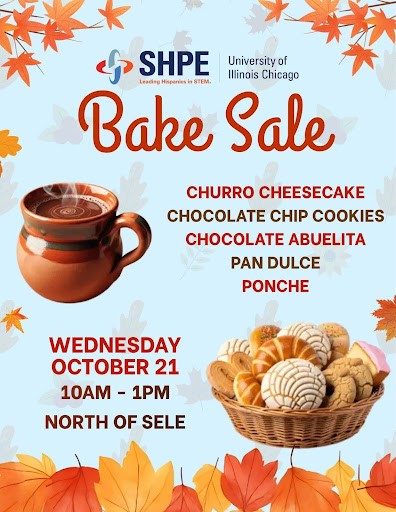 SHPE
Leading Hispanics in STEM.
University of
Illinois Chicago
Bake Sale
CHURRO CHEESECAKE
CHOCOLATE CHIP COOKIES
CHOCOLATE ABUELITA
PAN DULCE
PONCHE
WEDNESDAY
OCTOBER 21
10AM - 1PM
NORTH OF SELE